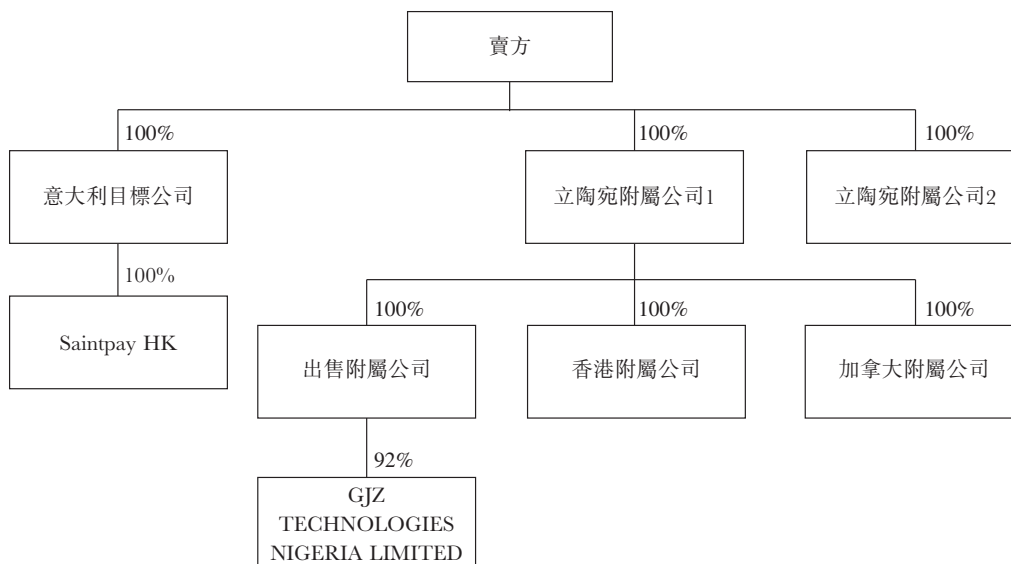 賣方
100%
100%
100%
意大利目標公司
立陶宛附屬公司1
立陶宛附屬公司2
100%
Saintpay HK
100%
100%
100%
出售附屬公司
香港附屬公司
加拿大附屬公司
92%
GJZ
TECHNOLOGIES
NIGERIA LIMITED